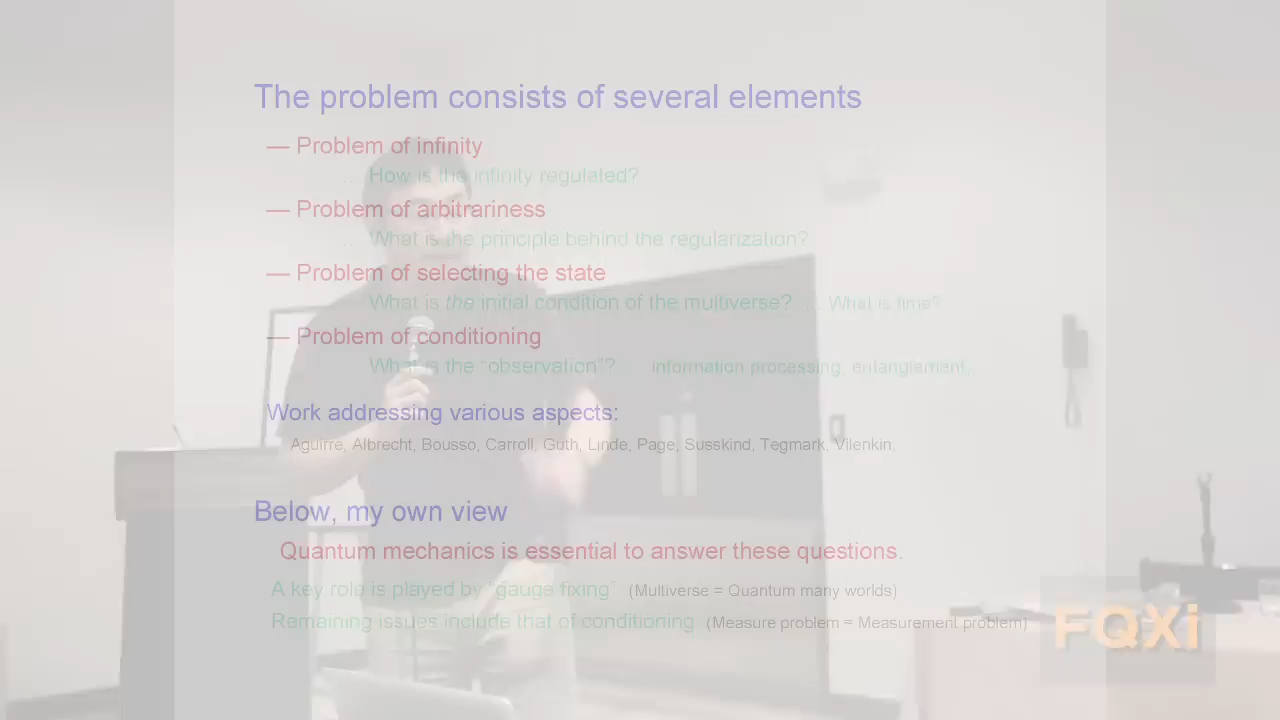 The problem consists of several elements
— Problem of infinity
... How is the infinity regulated?
— Problem of arbitrariness
... What is the principle behind the regularization?
— Problem of selecting the state
What is the initial condition of the multiverse? ... What is time?
— Problem of conditioning
What is the “observation”? ... information processing, entanglement,
Work addressing various aspects:
Aguirre, Albrecht, Bousso, Carroll, Guth, Linde, Page, Susskind, Tegmark, Vilenkin,
Below, my own view
Quantum mechanics is essential to answer these questions.
A key role is played by “gauge fixing” (Multiverse = Quantum many worlds)
Remaining issues include that of conditioning (Measure problem = Measurement problem)
FQXi